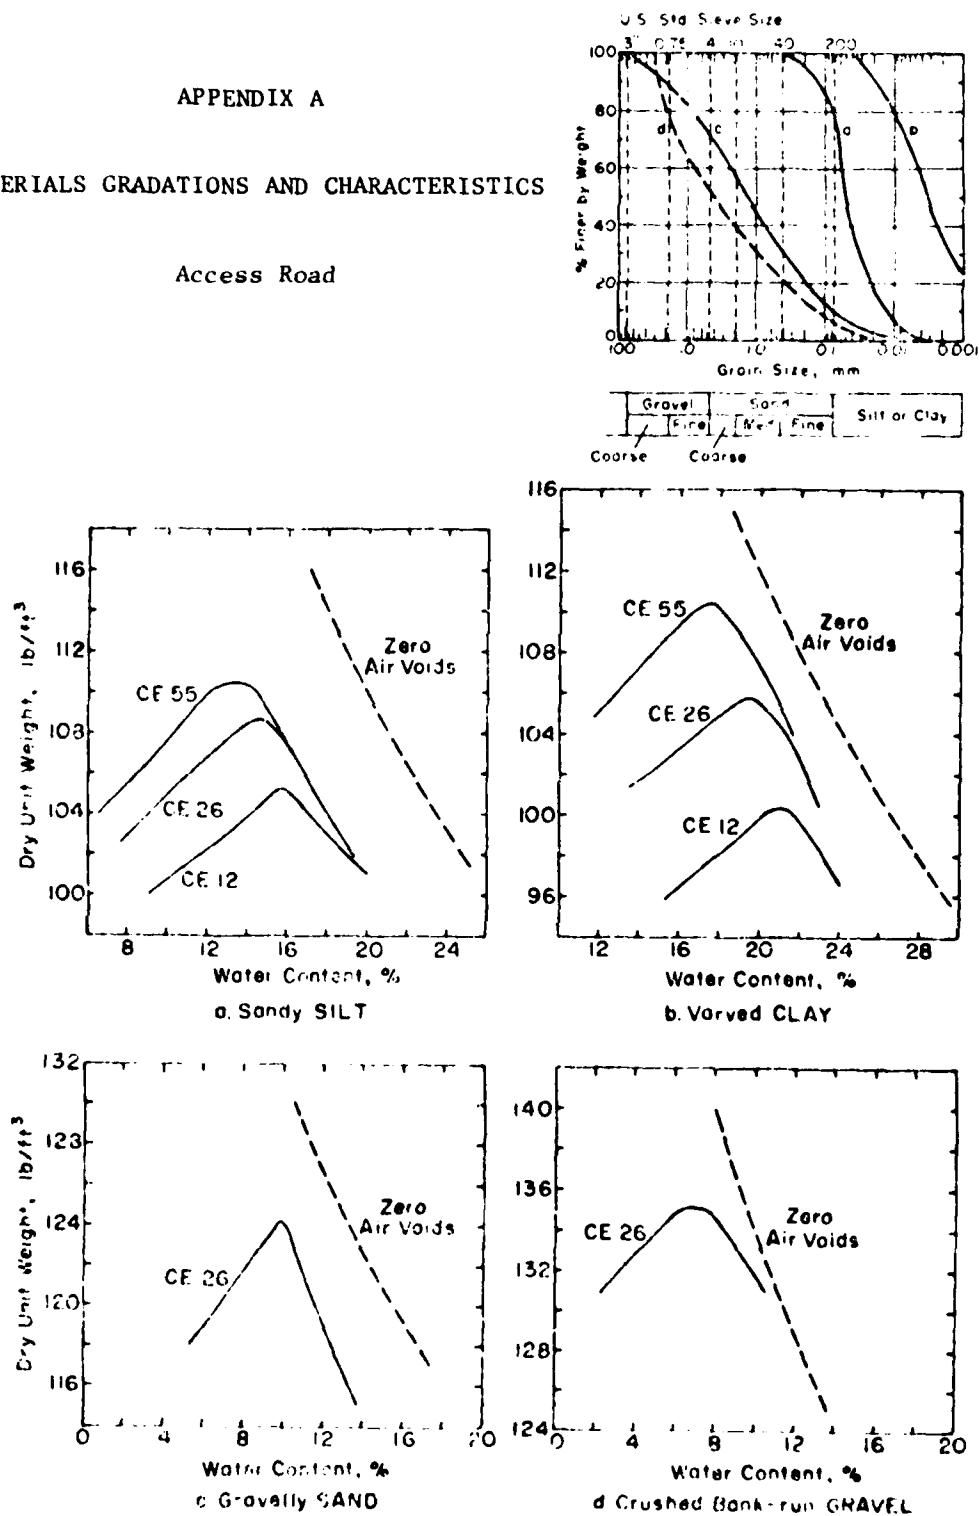 APPENDIX A
ERIALS GRADATIONS AND CHARACTERISTICS
Access Road
U.S. Std. Sieve Size
3" 0.75 4 10 40 200
100
80
60
40
20
0
% Finer by Weight
d c a b
100 1.0 0.1 0.01 0.001
Grain Size, mm
Gravel Sand Silt or Clay
Fine Med Fine
Coarse Coarse
116
112
108
104
100
Dry Unit Weight, lb/ft3
CE 55
CE 26
CE 12
Zero
Air Voids
8 12 16 20 24
Water Content, %
a. Sandy SILT
116
112
108
104
100
96
CE 55
CE 26
CE 12
Zero
Air Voids
12 16 20 24 28
Water Content, %
b. Varved CLAY
132
123
124
120
116
Dry Unit Weight, lb/ft3
CE 26
Zero
Air Voids
0 4 8 12 16 20
Water Content, %
c Gravelly SAND
140
136
132
128
124
CE 26
Zero
Air Voids
0 4 8 12 16 20
Water Content, %
d Crushed Bank-run GRAVEL